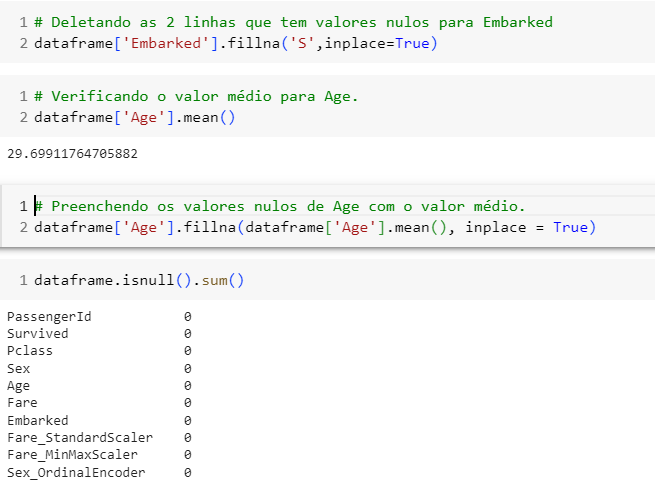 1 # Deletando as 2 linhas que tem valores nulos para Embarked
2 dataframe['Embarked'].fillna('S',inplace=True)
1 # Verificando o valor médio para Age.
2 dataframe['Age'].mean()
29.69911764705882
1 # Preenchendo os valores nulos de Age com o valor médio.
2 dataframe['Age'].fillna(dataframe['Age'].mean(), inplace = True)
1 dataframe.isnull().sum()
PassengerId 0
Survived 0
Pclass 0
Sex 0
Age 0
Fare 0
Embarked 0
Fare_StandardScaler 0
Fare_MinMaxScaler 0
Sex_OrdinalEncoder 0